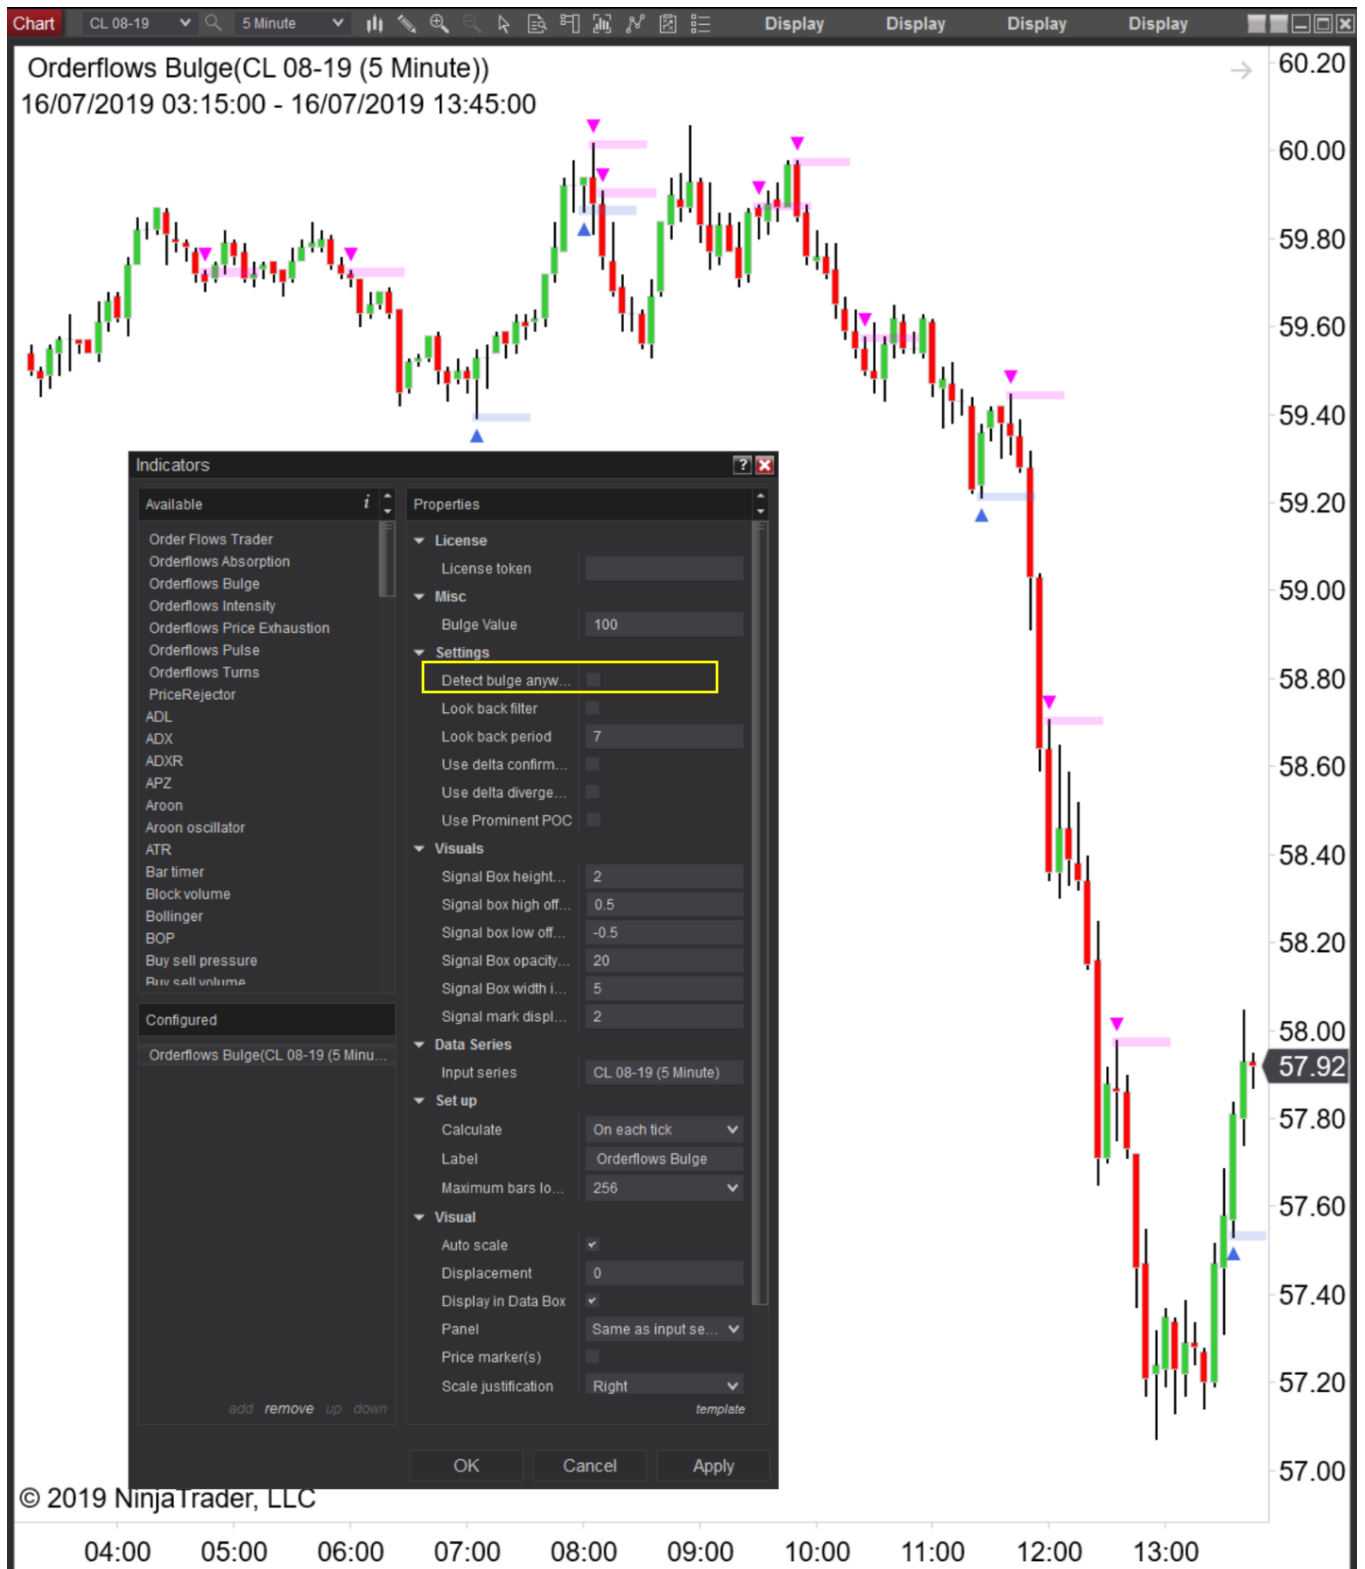 Chart CL 08-19 5 Minute Display Display Display Display
Orderflows Bulge(CL 08-19 (5 Minute))
16/07/2019 03:15:00 - 16/07/2019 13:45:00
60.20
60.00
59.80
59.60
59.40
59.20
59.00
58.80
58.60
58.40
58.20
58.00
57.92
57.80
57.60
57.40
57.20
57.00
Indicators ?
Available i
Order Flows Trader
Orderflows Absorption
Orderflows Bulge
Orderflows Intensity
Orderflows Price Exhaustion
Orderflows Pulse
Orderflows Turns
PriceRejector
ADL
ADX
ADXR
APZ
Aroon
Aroon oscillator
ATR
Bar timer
Block volume
Bollinger
BOP
Buy sell pressure
Buy sell volume
Configured
Orderflows Bulge(CL 08-19 (5 Minu...
add remove up down
Properties
License
License token
Misc
Bulge Value 100
Settings
Detect bulge anyw...
Look back filter
Look back period 7
Use delta confirm...
Use delta diverge...
Use Prominent POC
Visuals
Signal Box height... 2
Signal box high off... 0.5
Signal box low off... -0.5
Signal Box opacity... 20
Signal Box width i... 5
Signal mark displ... 2
Data Series
Input series CL 08-19 (5 Minute)
Set up
Calculate On each tick
Label Orderflows Bulge
Maximum bars lo... 256
Visual
Auto scale
Displacement 0
Display in Data Box
Panel Same as input se...
Price marker(s)
Scale justification Right
template
OK Cancel Apply
© 2019 NinjaTrader, LLC
04:00 05:00 06:00 07:00 08:00 09:00 10:00 11:00 12:00 13:00